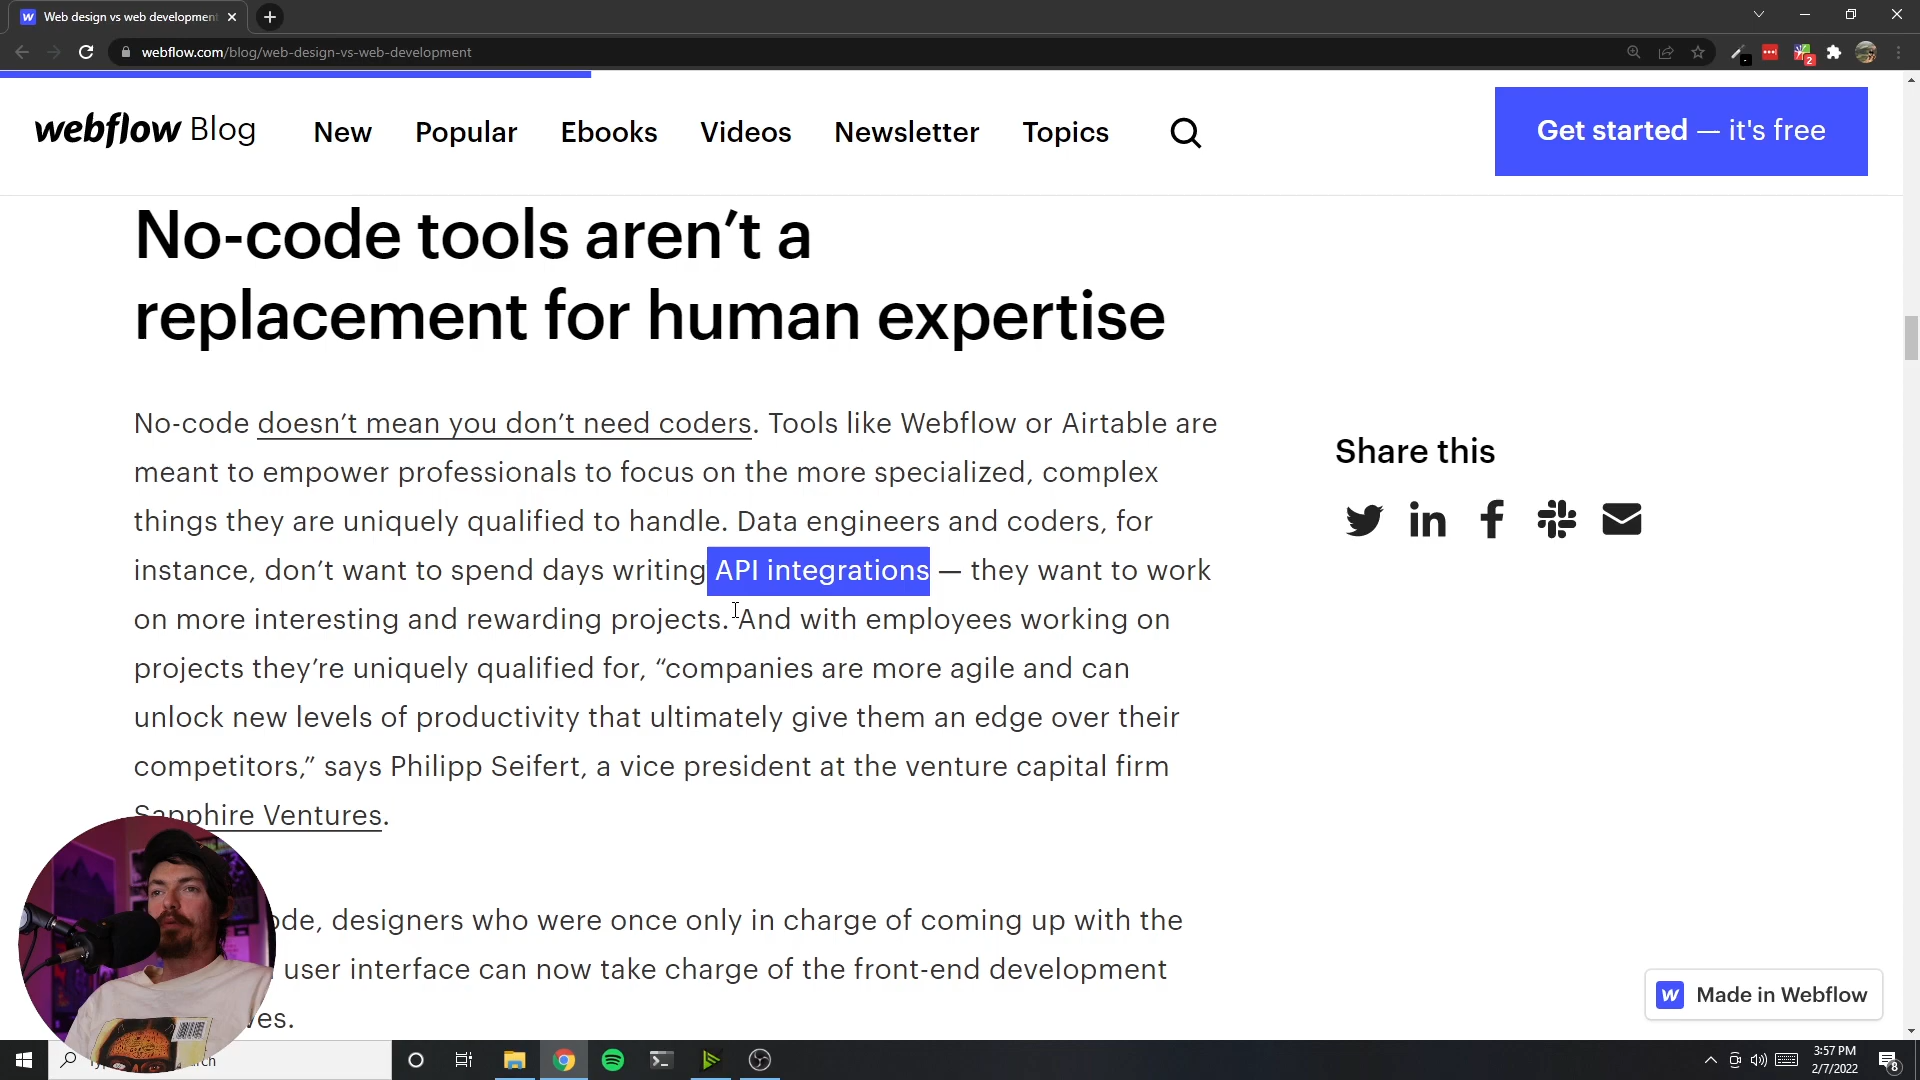 Web design vs web development
webflow.com/blog/web-design-vs-web-development
2
webflow Blog
New
Popular
Ebooks
Videos
Newsletter
Topics
Get started — it's free
No-code tools aren’t a
replacement for human expertise
No-code doesn’t mean you don’t need coders. Tools like Webflow or Airtable are
meant to empower professionals to focus on the more specialized, complex
things they are uniquely qualified to handle. Data engineers and coders, for
instance, don’t want to spend days writing API integrations — they want to work
on more interesting and rewarding projects. And with employees working on
projects they’re uniquely qualified for, “companies are more agile and can
unlock new levels of productivity that ultimately give them an edge over their
competitors,” says Philipp Seifert, a vice president at the venture capital firm
Sapphire Ventures.
Share this
designers who were once only in charge of coming up with the
user interface can now take charge of the front-end development
Made in Webflow
3:57 PM
2/7/2022
8